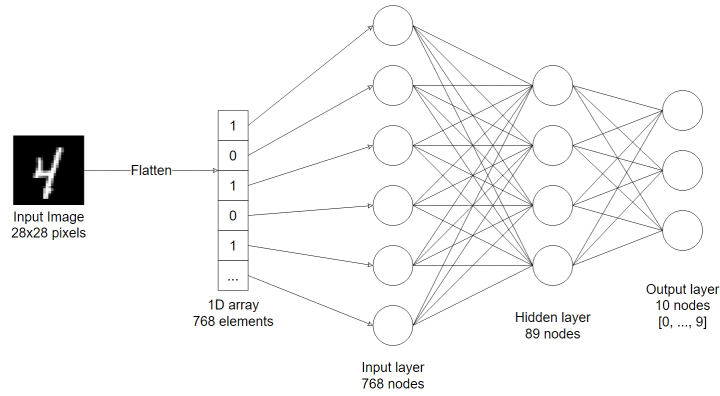 Input Image
28x28 pixels
Flatten
1
0
1
0
1
...
1D array
768 elements
Input layer
768 nodes
Hidden layer
89 nodes
Output layer
10 nodes
[0, ..., 9]